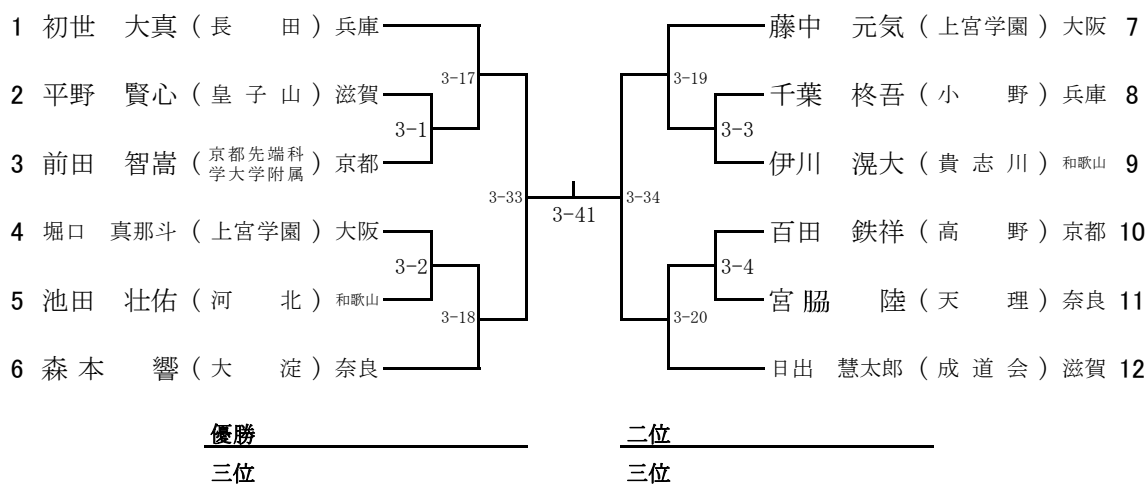 1 初世 大真 (長 田) 兵庫
3-17
2 平野 賢心 (皇子山) 滋賀
3-1
3 前田 智嵩 (京都先端科学大学附属) 京都
3-33
4 堀口 真那斗 (上宮学園) 大阪
3-2
5 池田 壮佑 (河 北) 和歌山
3-18
6 森本 響 (大 淀) 奈良
3-41
藤中 元気 (上宮学園) 大阪 7
3-19
千葉 柊吾 (小 野) 兵庫 8
3-3
伊川 滉大 (貴志川) 和歌山 9
3-34
百田 鉄祥 (高 野) 京都 10
3-4
宮脇 陸 (天 理) 奈良 11
3-20
日出 慧太郎 (成道会) 滋賀 12
優勝
二位
三位
三位